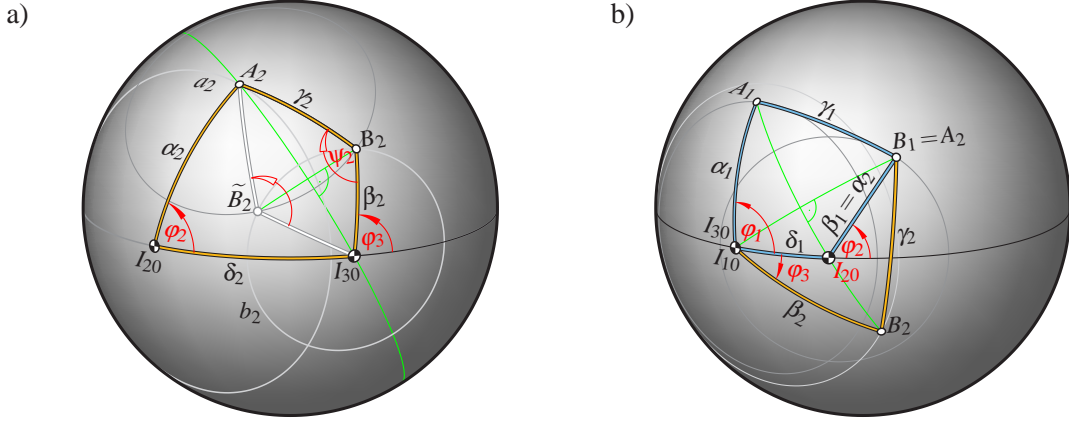 a)
A₂
a₂
γ₂
B₂
α₂
ψ₂
B̃₂
β₂
φ₂
φ₃
I₂₀
δ₂
I₃₀
b₂
b)
A₁
γ₁
B₁ = A₂
α₁
β₁ = α₂
I₃₀
φ₁
δ₁
φ₂
γ₂
I₁₀
φ₃
I₂₀
β₂
B₂